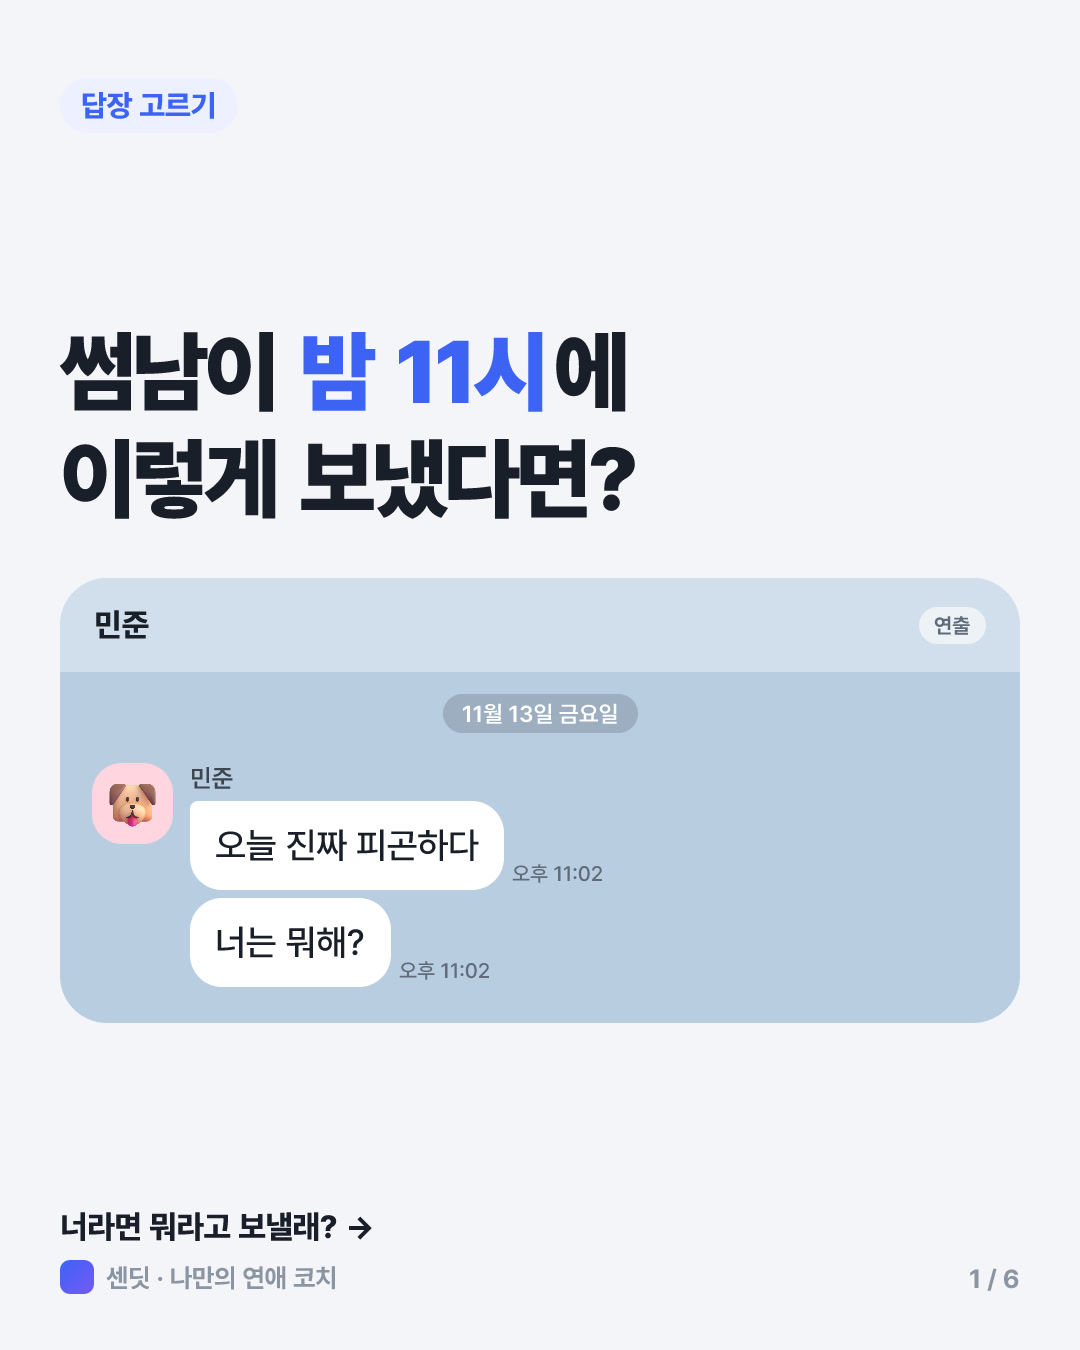 답장 고르기
썸남이 밤 11시에
이렇게 보냈다면?
민준
연출
11월 13일 금요일
민준
오늘 진짜 피곤하다
오후 11:02
너는 뭐해?
오후 11:02
너라면 뭐라고 보낼래? →
센딧 · 나만의 연애 코치
1 / 6